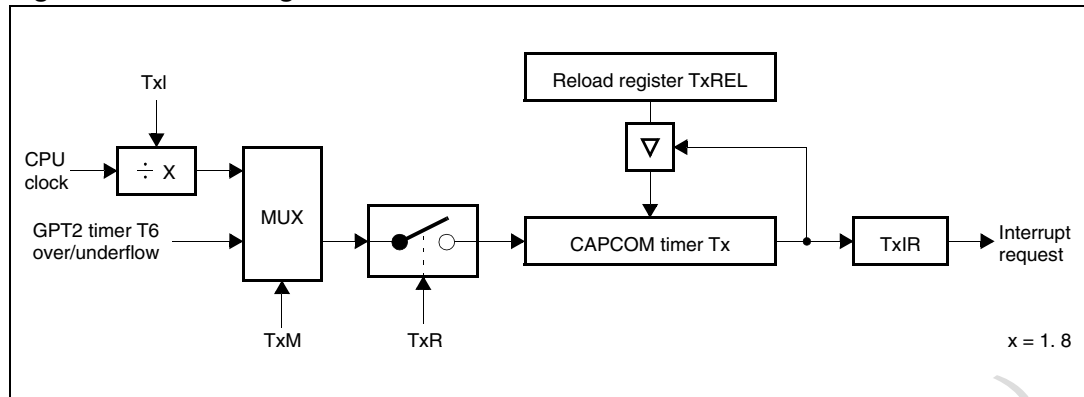 Reload register TxREL
TxI
CPU
clock
÷ X
∇
MUX
GPT2 timer T6
over/underflow
CAPCOM timer Tx
TxIR
Interrupt
request
TxM
TxR
x = 1. 8